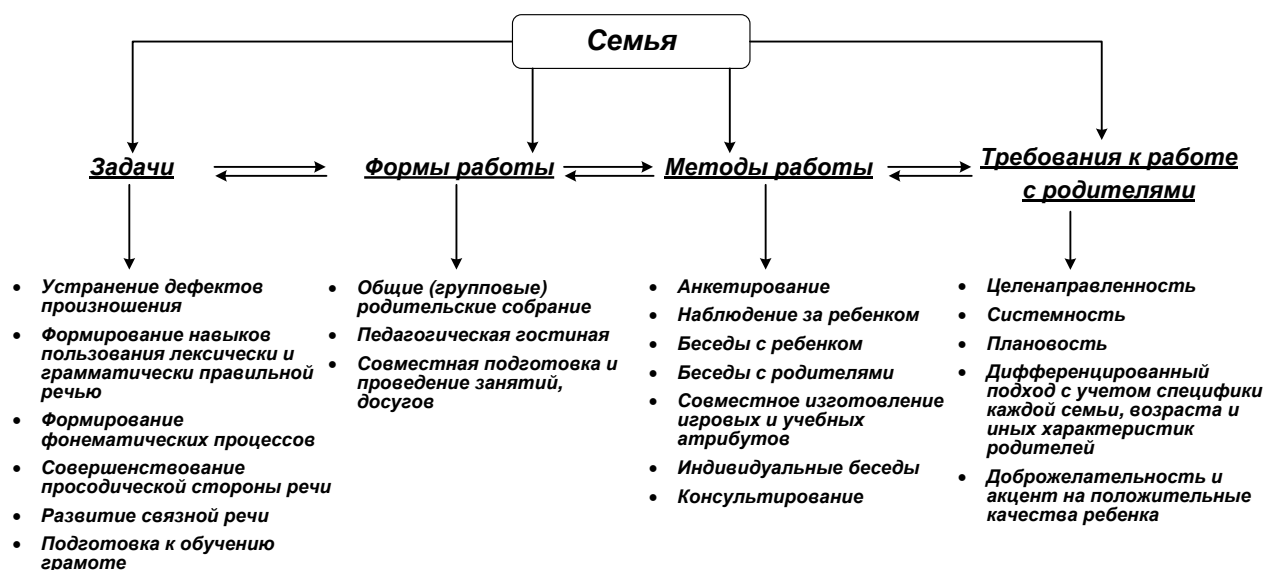 Семья
Задачи
Формы работы
Методы работы
Требования к работе
с родителями
• Устранение дефектов
произношения
• Формирование навыков
пользования лексически и
грамматически правильной
речью
• Формирование
фонематических процессов
• Совершенствование
просодической стороны речи
• Развитие связной речи
• Подготовка к обучению
грамоте
• Общие (групповые)
родительские собрание
• Педагогическая гостиная
• Совместная подготовка и
проведение занятий,
досугов
• Анкетирование
• Наблюдение за ребенком
• Беседы с ребенком
• Беседы с родителями
• Совместное изготовление
игровых и учебных
атрибутов
• Индивидуальные беседы
• Консультирование
• Целенаправленность
• Системность
• Плановость
• Дифференцированный
подход с учетом специфики
каждой семьи, возраста и
иных характеристик
родителей
• Доброжелательность и
акцент на положительные
качества ребенка